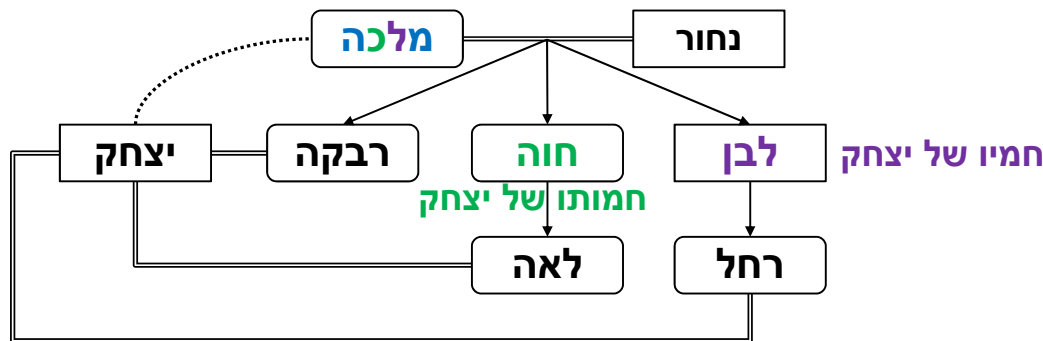 נחור
מלכה
חמיו של יצחק
לבן
חוה
רבקה
יצחק
חמותו של יצחק
רחל
לאה